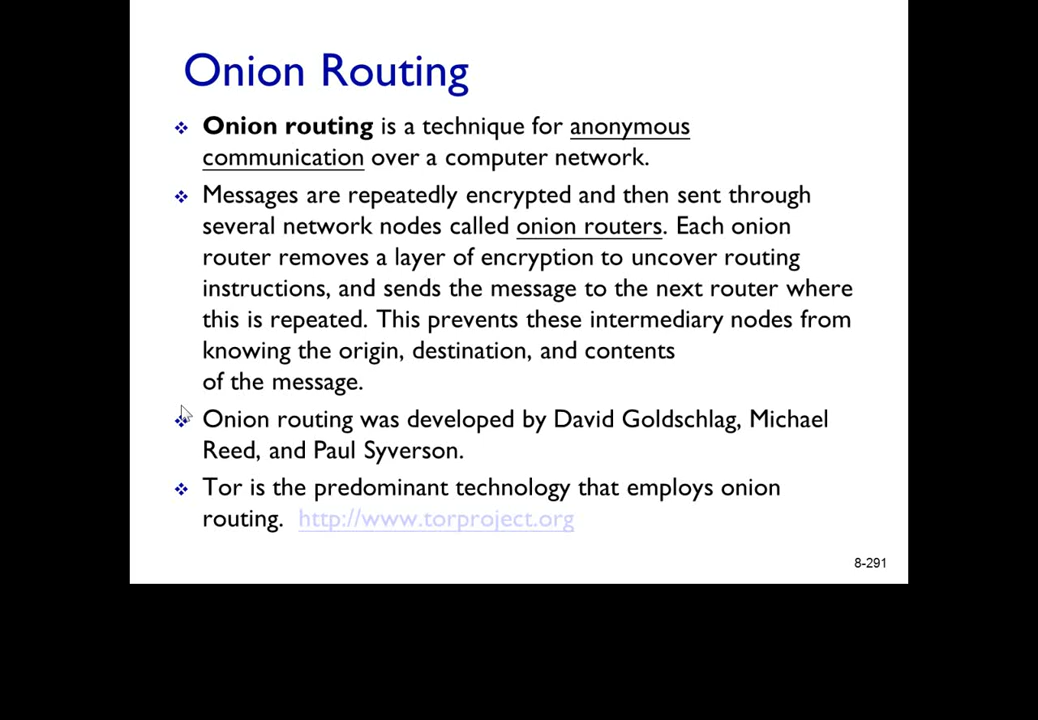 Onion Routing
Onion routing is a technique for anonymous
communication over a computer network.
Messages are repeatedly encrypted and then sent through
several network nodes called onion routers. Each onion
router removes a layer of encryption to uncover routing
instructions, and sends the message to the next router where
this is repeated. This prevents these intermediary nodes from
knowing the origin, destination, and contents
of the message.
Onion routing was developed by David Goldschlag, Michael
Reed, and Paul Syverson.
Tor is the predominant technology that employs onion
routing. http://www.torproject.org
8-291